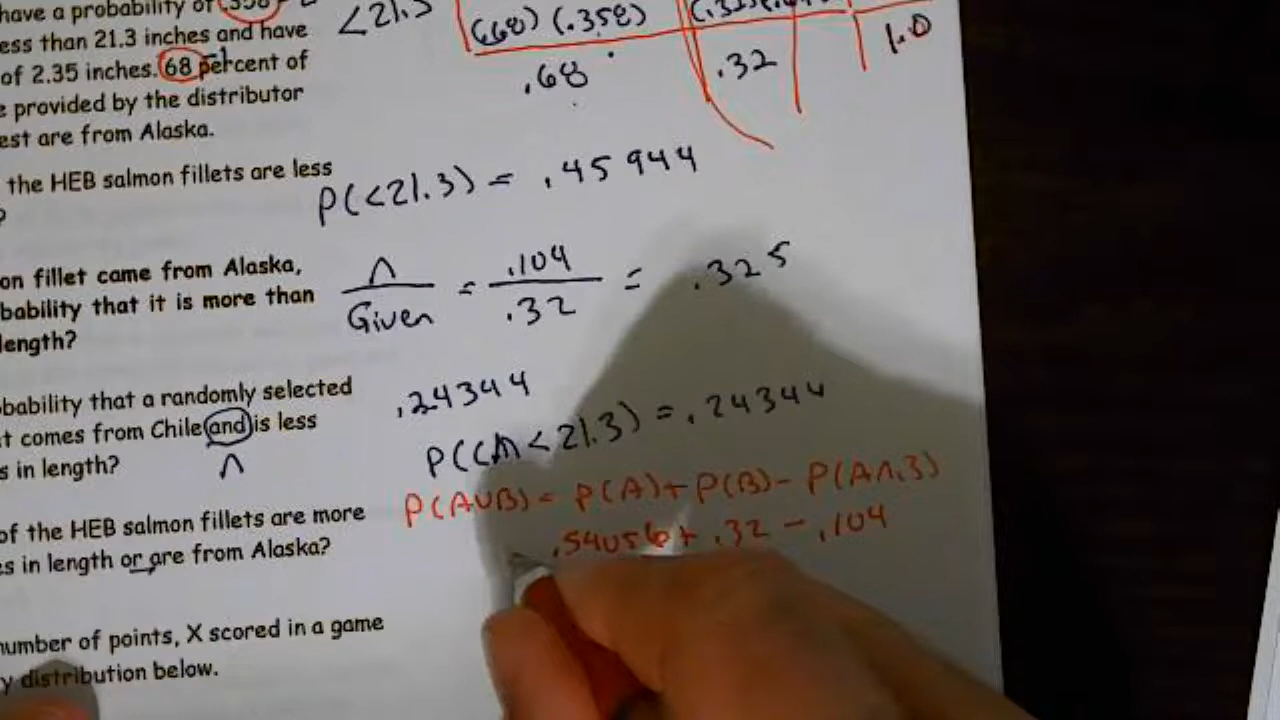 have a probability of .358
<21.3
(.68)(.358)
ess than 21.3 inches and have
1.0
of 2.35 inches. 68 percent of
.68
.32
e provided by the distributor
est are from Alaska.
the HEB salmon fillets are less
?
P(<21.3) = .45944
on fillet came from Alaska,
bability that it is more than
length?
∩
Given
= .104
.32
= .325
bability that a randomly selected
t comes from Chile and is less
s in length?
∩
.24344
P(C∩<21.3) = .24344
P(A∪B) = P(A)+P(B)- P(A∩B)
.54056 + .32 - .104
of the HEB salmon fillets are more
s in length or are from Alaska?
number of points, X scored in a game
y distribution below.